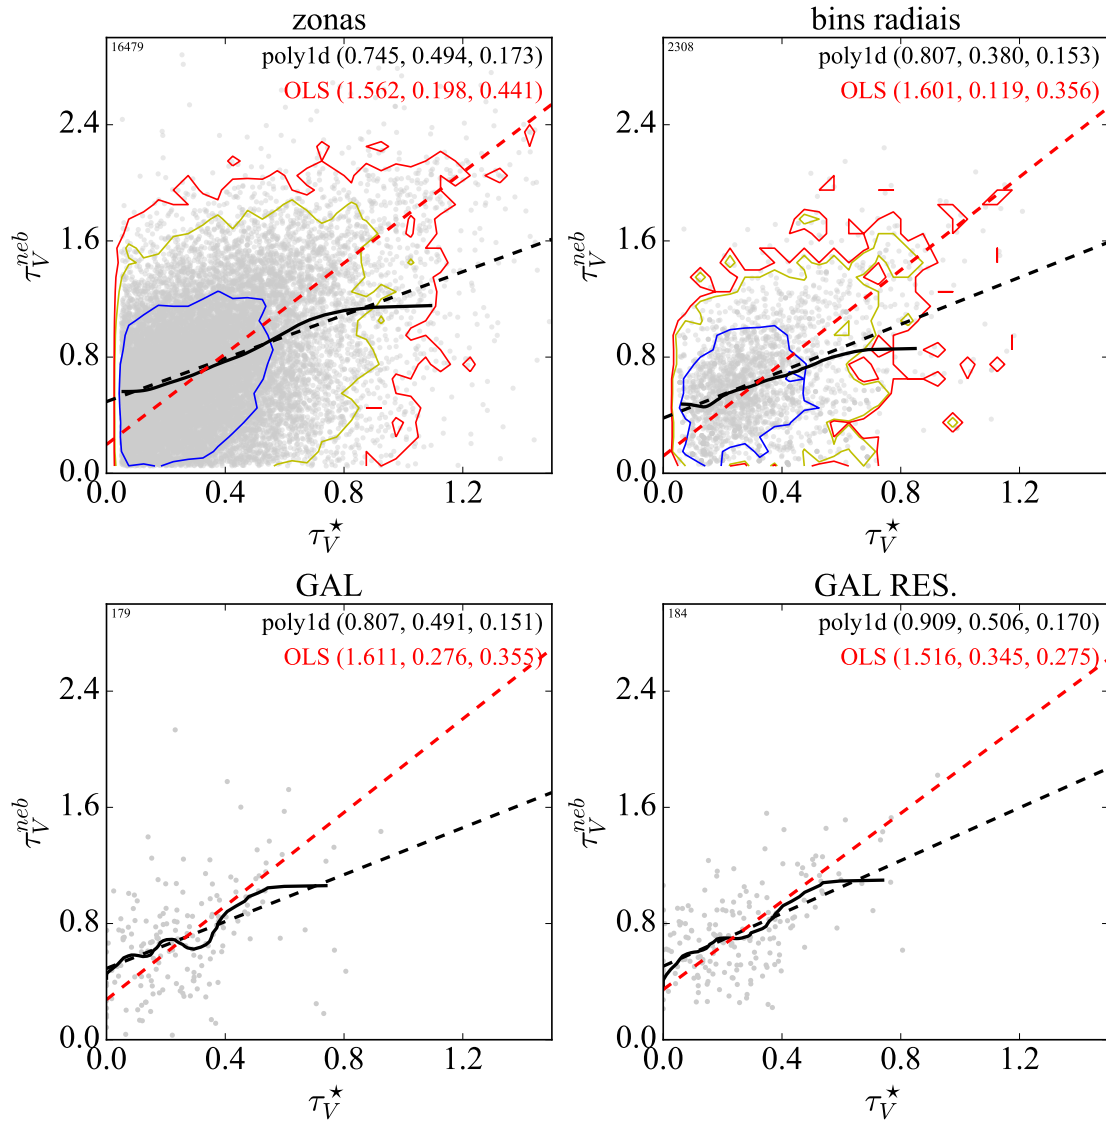 zonas
16479
poly1d (0.745, 0.494, 0.173)
OLS (1.562, 0.198, 0.441)
2.4
1.6
0.8
0.0
τ_V^{neb}
0.0 0.4 0.8 1.2
τ_V^⋆
bins radiais
2308
poly1d (0.807, 0.380, 0.153)
OLS (1.601, 0.119, 0.356)
2.4
1.6
0.8
0.0
τ_V^{neb}
0.0 0.4 0.8 1.2
τ_V^⋆
GAL
179
poly1d (0.807, 0.491, 0.151)
OLS (1.611, 0.276, 0.355)
2.4
1.6
0.8
0.0
τ_V^{neb}
0.0 0.4 0.8 1.2
τ_V^⋆
GAL RES.
184
poly1d (0.909, 0.506, 0.170)
OLS (1.516, 0.345, 0.275)
2.4
1.6
0.8
0.0
τ_V^{neb}
0.0 0.4 0.8 1.2
τ_V^⋆